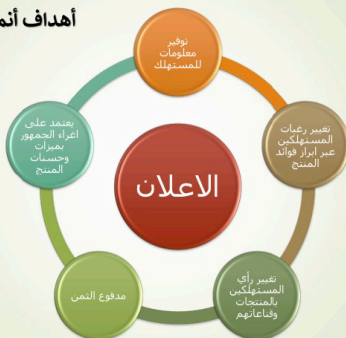 أهداف
توفير
معلومات
للمستهلك
تغيير رغبات
المستهلكين
عبر ابراز فوائد
المنتج
تغيير رأي
المستهلكين
بالمنتجات
وقناعاتهم
مدفوع الثمن
يعتمد على
اغراء الجمهور
بميزات
وحسنات
المنتج
الاعلان